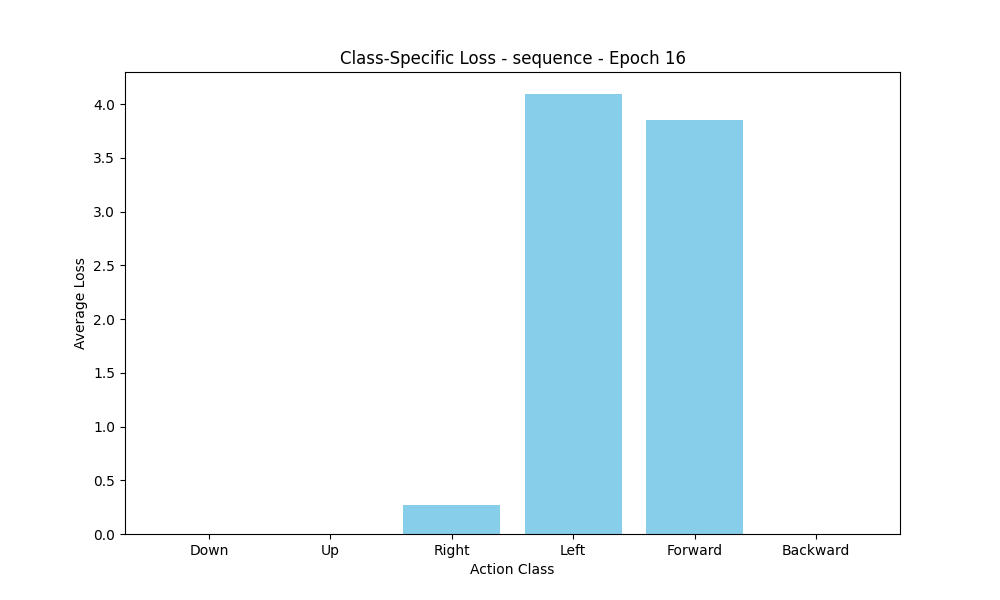 Class-Specific Loss - sequence - Epoch 16
4.0
3.5
3.0
2.5
2.0
1.5
1.0
0.5
0.0
Average Loss
Down Up Right Left Forward Backward
Action Class